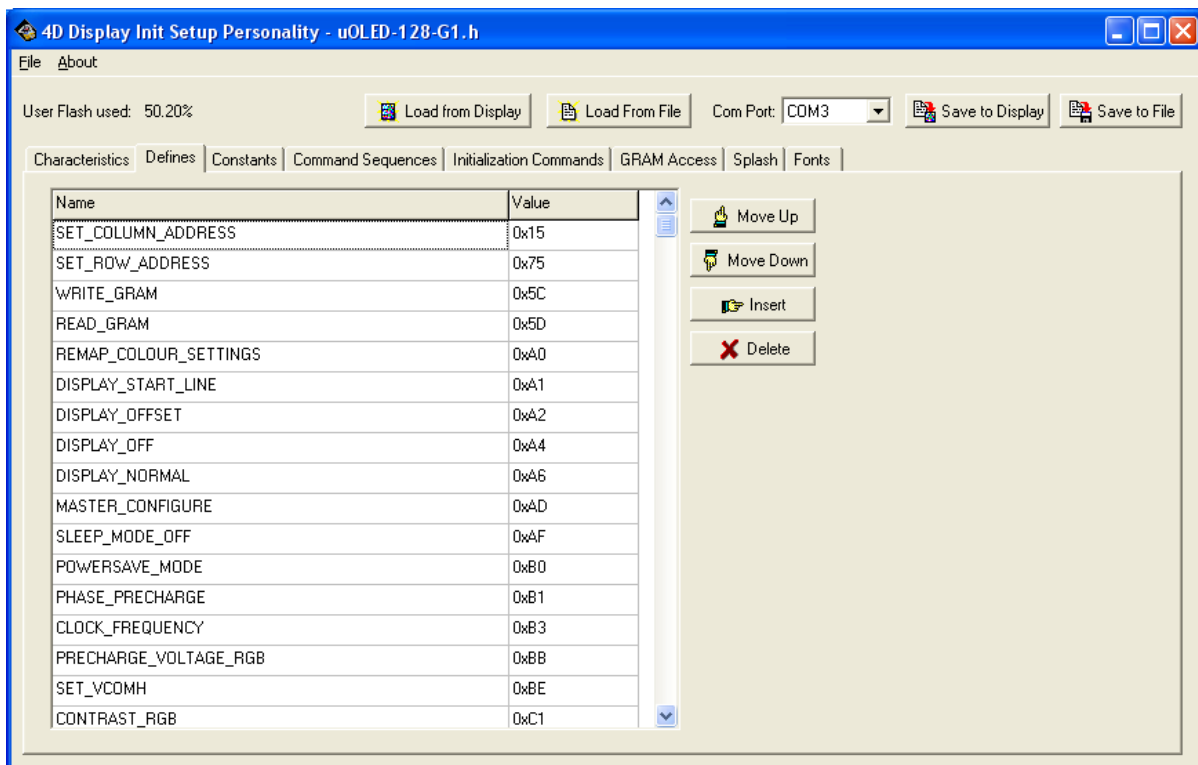 4D Display Init Setup Personality - uOLED-128-G1.h
File About
User Flash used: 50.20% Load from Display Load From File Com Port: COM3 Save to Display Save to File
Characteristics Defines Constants Command Sequences Initialization Commands GRAM Access Splash Fonts
Name Value
SET_COLUMN_ADDRESS 0x15
SET_ROW_ADDRESS 0x75
WRITE_GRAM 0x5C
READ_GRAM 0x5D
REMAP_COLOUR_SETTINGS 0xA0
DISPLAY_START_LINE 0xA1
DISPLAY_OFFSET 0xA2
DISPLAY_OFF 0xA4
DISPLAY_NORMAL 0xA6
MASTER_CONFIGURE 0xAD
SLEEP_MODE_OFF 0xAF
POWERSAVE_MODE 0xB0
PHASE_PRECHARGE 0xB1
CLOCK_FREQUENCY 0xB3
PRECHARGE_VOLTAGE_RGB 0xBB
SET_VCOMH 0xBE
CONTRAST_RGB 0xC1
Move Up
Move Down
Insert
Delete